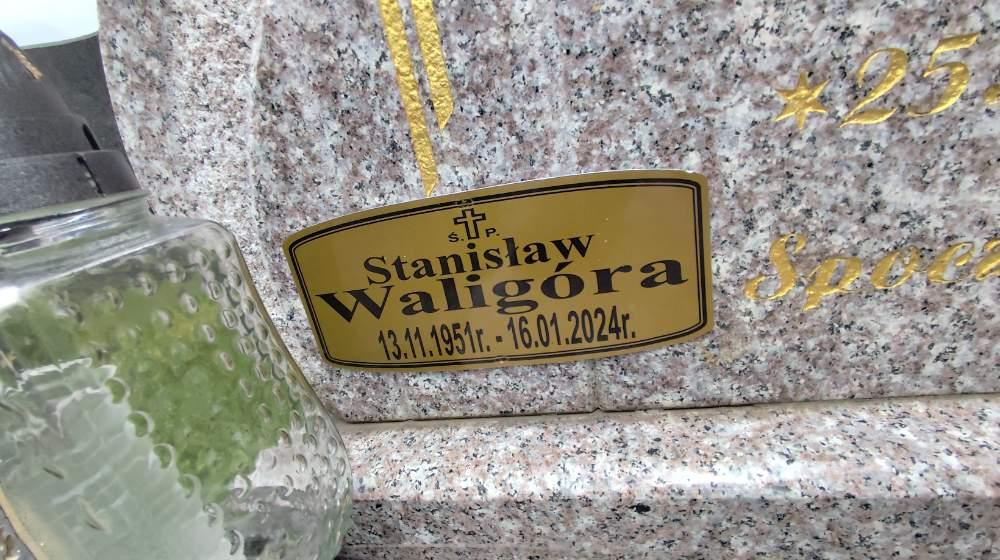 * 25.
Ś. P.
Stanisław
Waligóra
13.11.1951r. - 16.01.2024r.